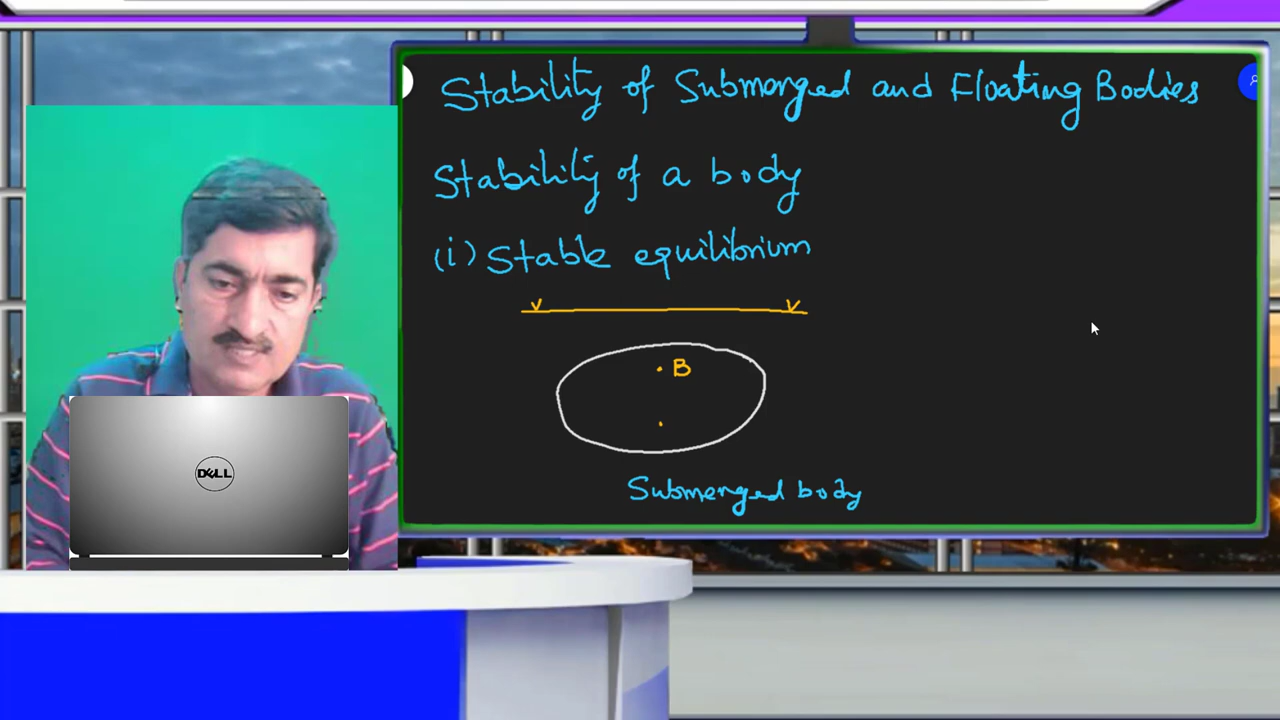 Stability of Submerged and Floating Bodies
Stability of a body
(i) Stable equilibrium
B
Submerged body
DELL